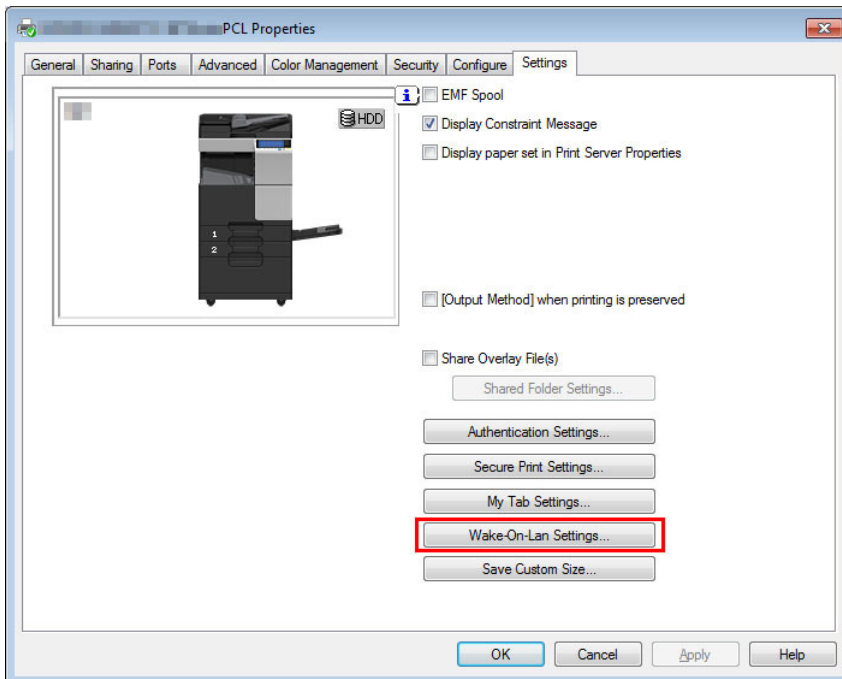 PCL Properties
General Sharing Ports Advanced Color Management Security Configure Settings
HDD
1
2
i
EMF Spool
Display Constraint Message
Display paper set in Print Server Properties
[Output Method] when printing is preserved
Share Overlay File(s)
Shared Folder Settings...
Authentication Settings...
Secure Print Settings...
My Tab Settings...
Wake-On-Lan Settings...
Save Custom Size...
OK Cancel Apply Help